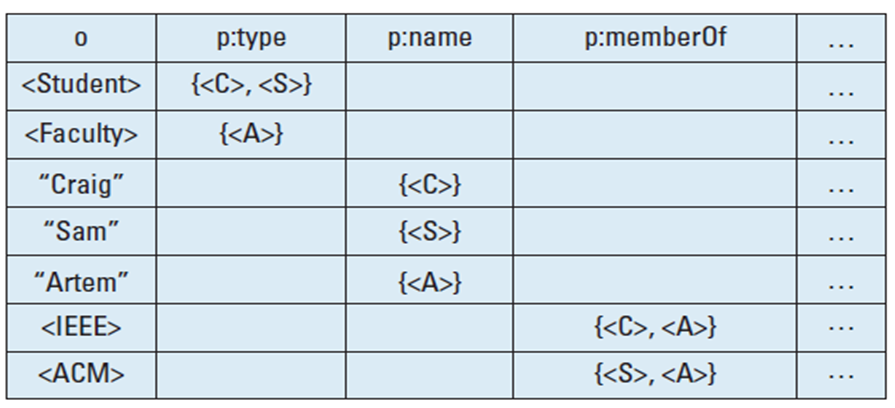 o p:type p:name p:memberOf ...
<Student> {<C>, <S>} ...
<Faculty> {<A>} ...
“Craig” {<C>} ...
“Sam” {<S>} ...
“Artem” {<A>} ...
<IEEE> {<C>, <A>} ...
<ACM> {<S>, <A>} ...